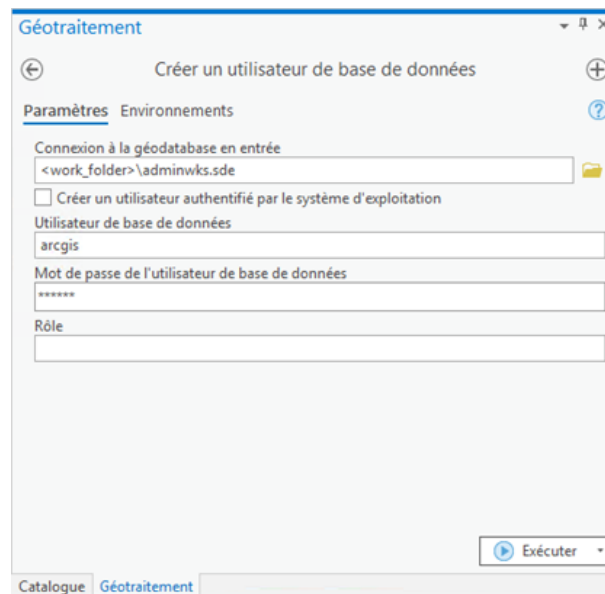 Géotraitement
Créer un utilisateur de base de données
Paramètres Environnements
Connexion à la géodatabase en entrée
<work_folder>\adminwks.sde
Créer un utilisateur authentifié par le système d'exploitation
Utilisateur de base de données
arcgis
Mot de passe de l'utilisateur de base de données
******
Rôle
Exécuter
Catalogue Géotraitement